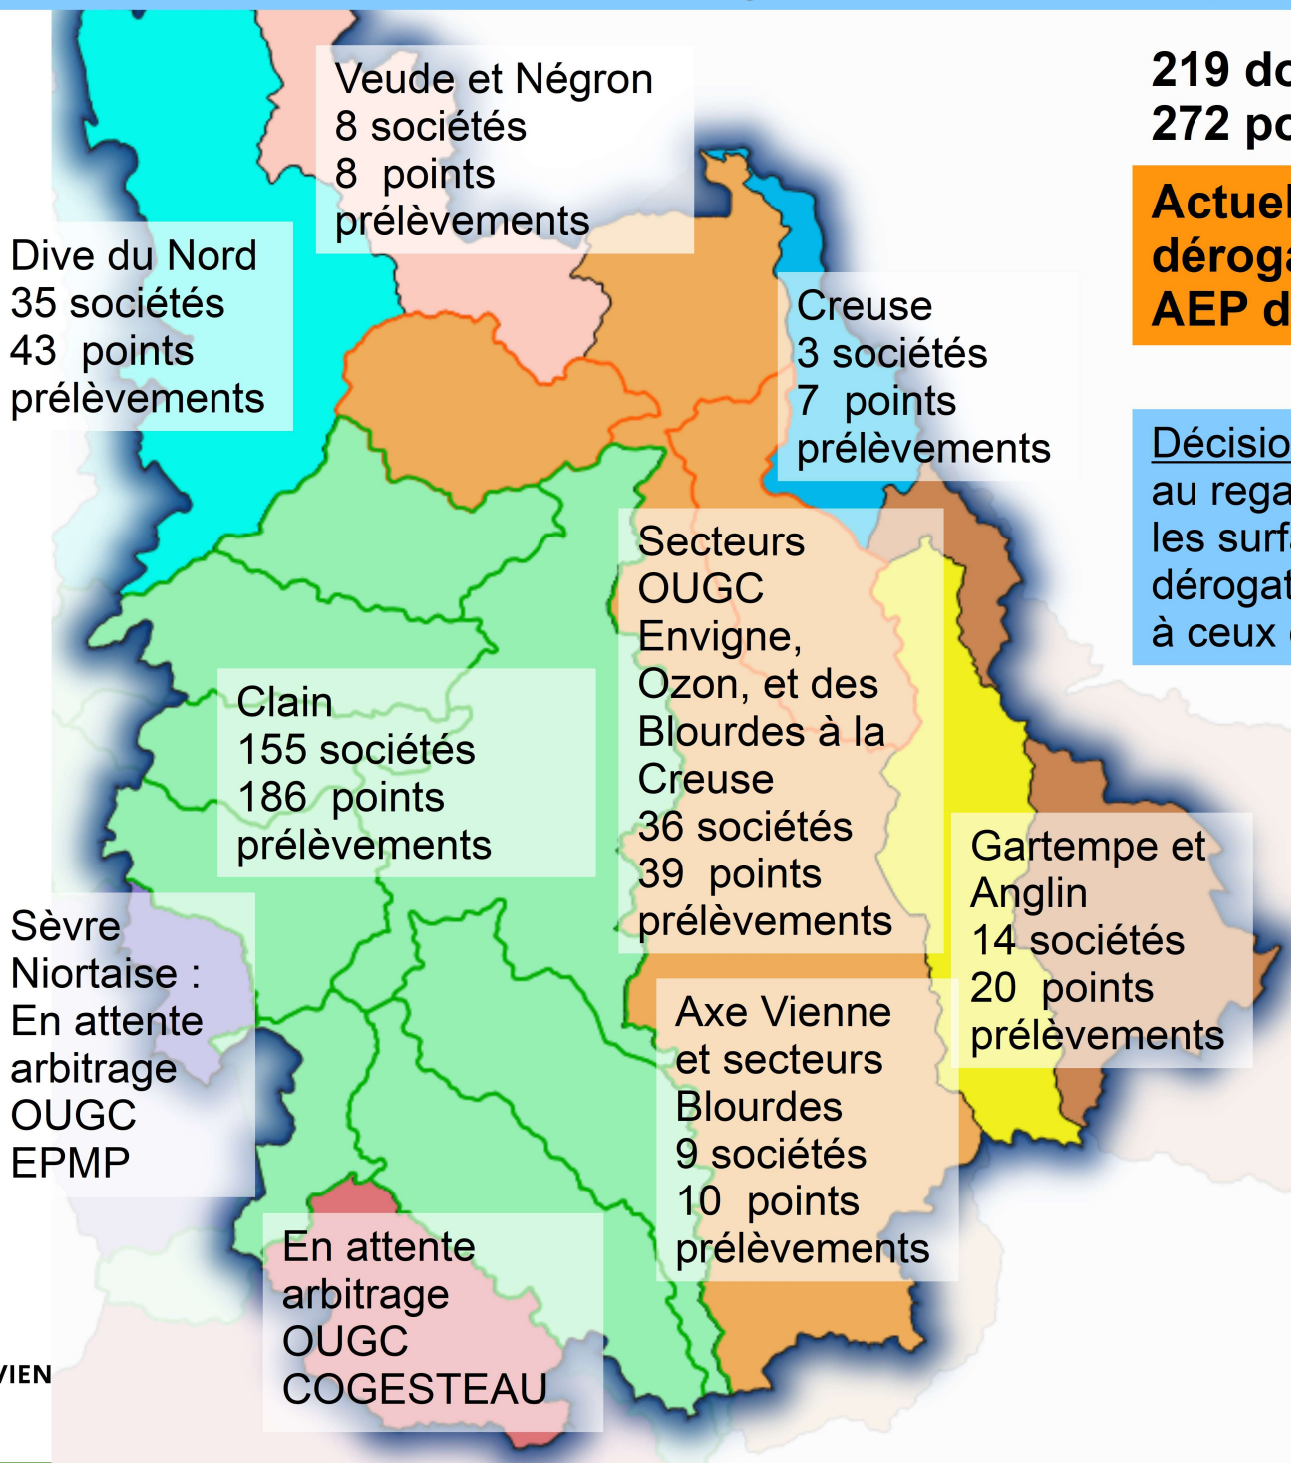 Veude et Négron
8 sociétés
8 points
prélèvements
Dive du Nord
35 sociétés
43 points
prélèvements
219
272
AEP
Creuse
3 sociétés
7 points
prélèvements
au
les
à ceux
Secteurs
OUGC
Envigne,
Ozon, et des
Blourdes à la
Creuse
36 sociétés
39 points
prélèvements
Clain
155 sociétés
186 points
prélèvements
Gartempe et
Anglin
14 sociétés
20 points
prélèvements
Sèvre
Niortaise :
En attente
arbitrage
OUGC
EPMP
Axe Vienne
et secteurs
Blourdes
9 sociétés
10 points
prélèvements
En attente
arbitrage
OUGC
COGESTEAU